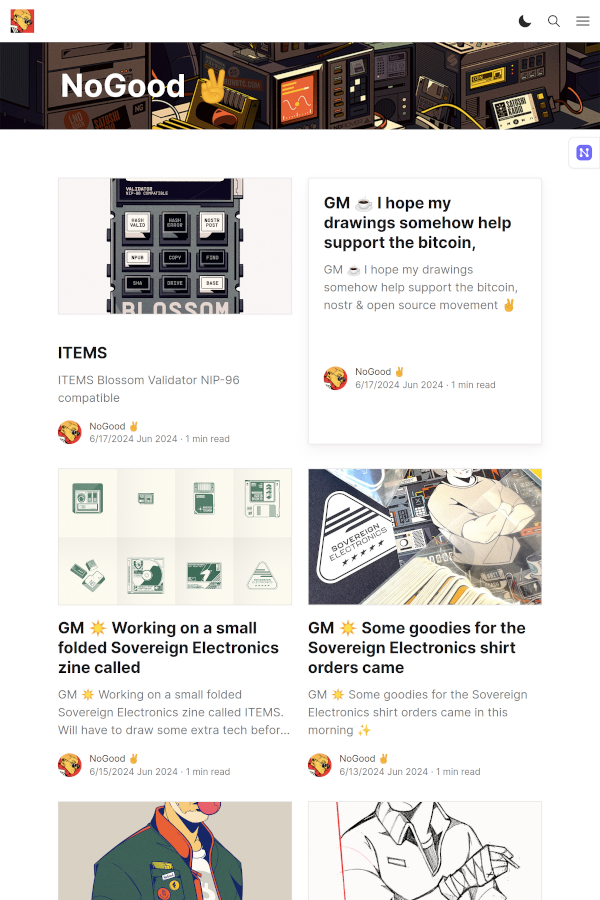 NoGood ✌️
SATOSHI
RADIO
VALIDATOR
NIP-96 COMPATIBLE
HASH
VALID
HASH
ERROR
NOSTR
POST
NPUB
COPY
FIND
SHA
DRIVE
BASE
BLOSSOM
ITEMS
ITEMS Blossom Validator NIP-96
compatible
NoGood ✌️
6/17/2024 Jun 2024 · 1 min read
GM ☕ I hope my
drawings somehow help
support the bitcoin,
GM ☕ I hope my drawings
somehow help support the bitcoin,
nostr & open source movement ✌️
NoGood ✌️
6/17/2024 Jun 2024 · 1 min read
SOVEREIGN
ELECTRONICS
GM ☀️ Working on a small
folded Sovereign Electronics
zine called
GM ☀️ Working on a small folded
Sovereign Electronics zine called ITEMS.
Will have to draw some extra tech befor...
NoGood ✌️
6/15/2024 Jun 2024 · 1 min read
GM ☀️ Some goodies for the
Sovereign Electronics shirt
orders came
GM ☀️ Some goodies for the Sovereign
Electronics shirt orders came in this
morning ✨
NoGood ✌️
6/13/2024 Jun 2024 · 1 min read